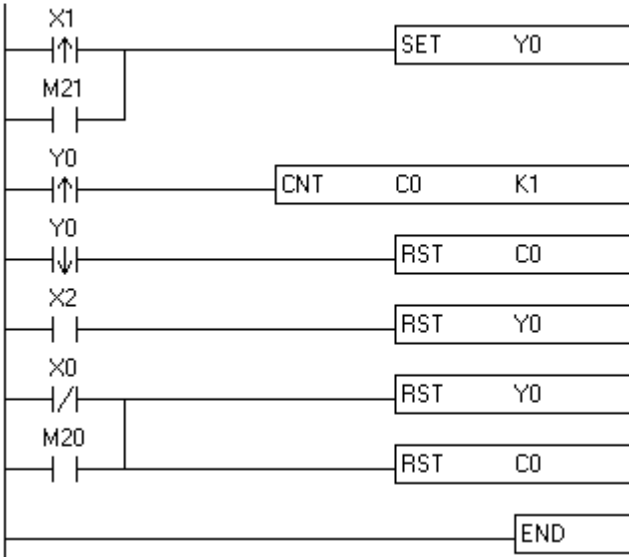 X1
SET Y0
M21
Y0
CNT C0 K1
Y0
RST C0
X2
RST Y0
X0
RST Y0
M20
RST C0
END